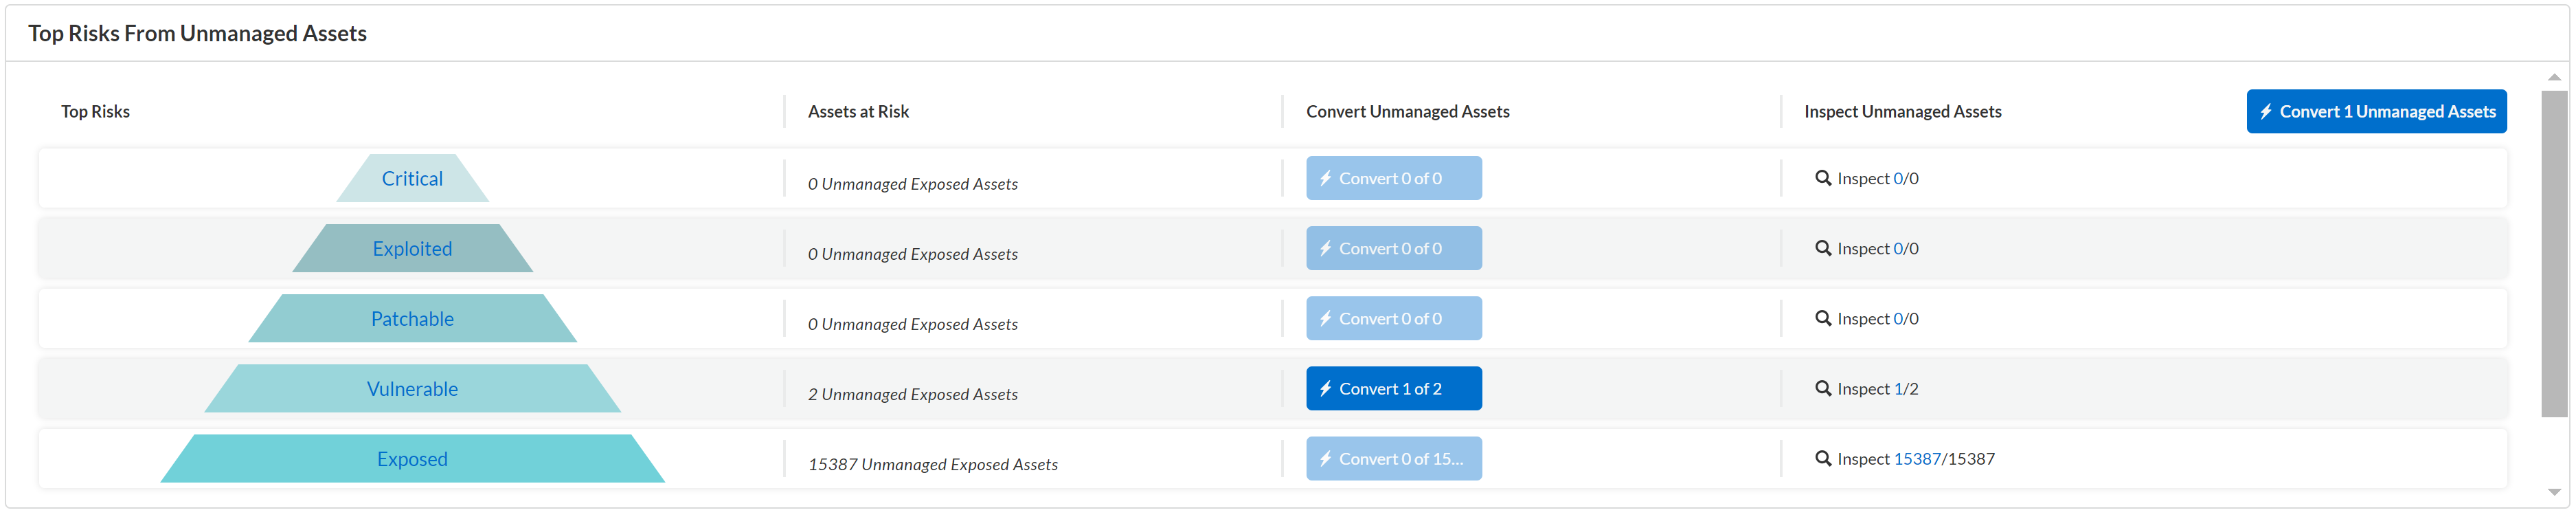 Top Risks From Unmanaged Assets
Top Risks Assets at Risk Convert Unmanaged Assets Inspect Unmanaged Assets Convert 1 Unmanaged Assets
Critical 0 Unmanaged Exposed Assets Convert 0 of 0 Inspect 0/0
Exploited 0 Unmanaged Exposed Assets Convert 0 of 0 Inspect 0/0
Patchable 0 Unmanaged Exposed Assets Convert 0 of 0 Inspect 0/0
Vulnerable 2 Unmanaged Exposed Assets Convert 1 of 2 Inspect 1/2
Exposed 15387 Unmanaged Exposed Assets Convert 0 of 15... Inspect 15387/15387